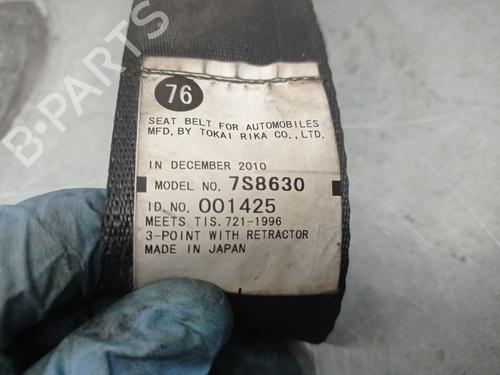 76
SEAT BELT FOR AUTOMOBILES
MFD. BY TOKAI RIKA CO., LTD.
IN DECEMBER 2010
MODEL NO. 7S8630
ID NO. 001425
MEETS TIS. 721-1996
3-POINT WITH RETRACTOR
MADE IN JAPAN
B-PARTS